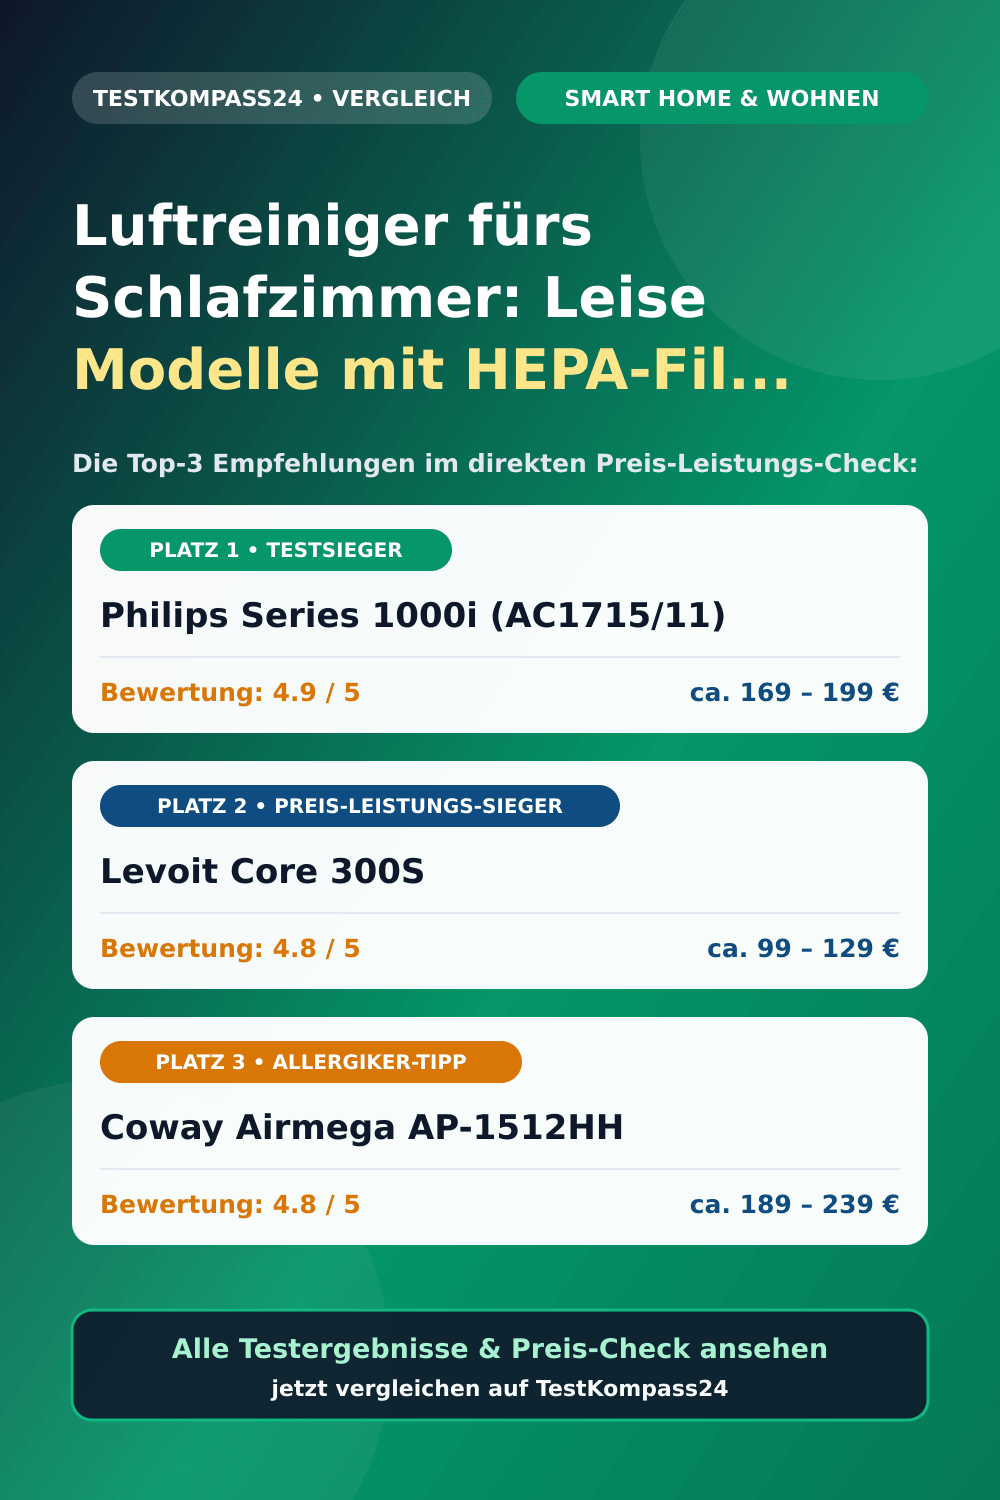 TESTKOMPASS24 • VERGLEICH
SMART HOME & WOHNEN
Luftreiniger fürs
Schlafzimmer: Leise
Modelle mit HEPA-Fil...
Die Top-3 Empfehlungen im direkten Preis-Leistungs-Check:
PLATZ 1 • TESTSIEGER
Philips Series 1000i (AC1715/11)
Bewertung: 4.9 / 5
ca. 169 – 199 €
PLATZ 2 • PREIS-LEISTUNGS-SIEGER
Levoit Core 300S
Bewertung: 4.8 / 5
ca. 99 – 129 €
PLATZ 3 • ALLERGIKER-TIPP
Coway Airmega AP-1512HH
Bewertung: 4.8 / 5
ca. 189 – 239 €
Alle Testergebnisse & Preis-Check ansehen
jetzt vergleichen auf TestKompass24